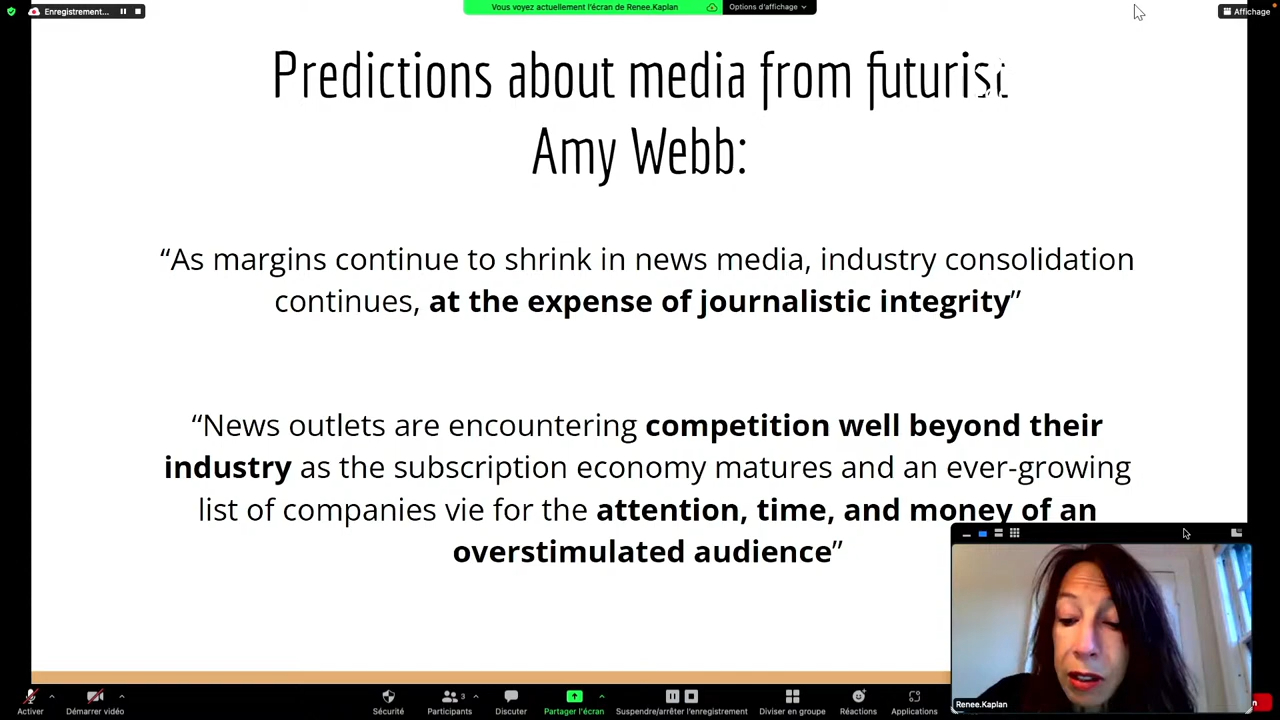 Enregistrement...
Vous voyez actuellement l'écran de Renee.Kaplan
Options d'affichage
Affichage
Predictions about media from futurist
Amy Webb:
“As margins continue to shrink in news media, industry consolidation
continues, at the expense of journalistic integrity”
“News outlets are encountering competition well beyond their
industry as the subscription economy matures and an ever-growing
list of companies vie for the attention, time, and money of an
overstimulated audience”
Renee.Kaplan
Activer
Démarrer vidéo
Sécurité
3
Participants
Discuter
Partager l'écran
Suspendre/arrêter l'enregistrement
Diviser en groupe
Réactions
Applications